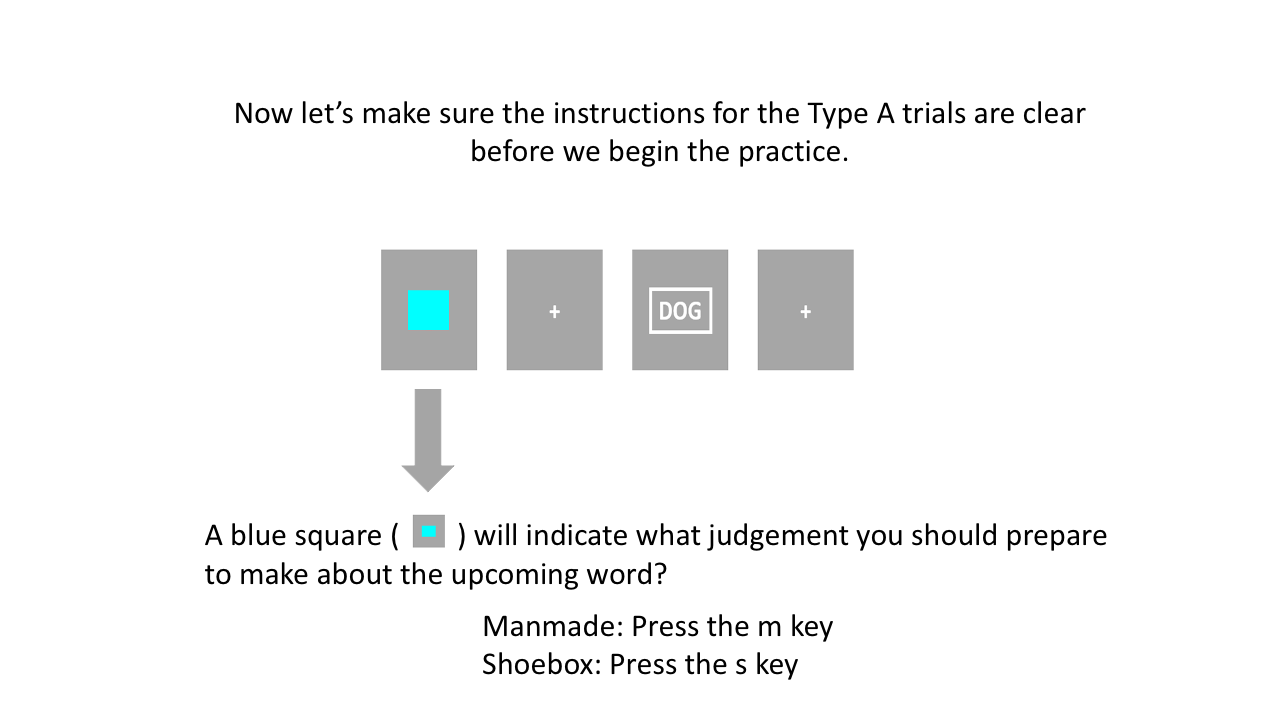 Now let’s make sure the instructions for the Type A trials are clear
before we begin the practice.
+
DOG
+
A blue square ( ) will indicate what judgement you should prepare
to make about the upcoming word?
Manmade: Press the m key
Shoebox: Press the s key